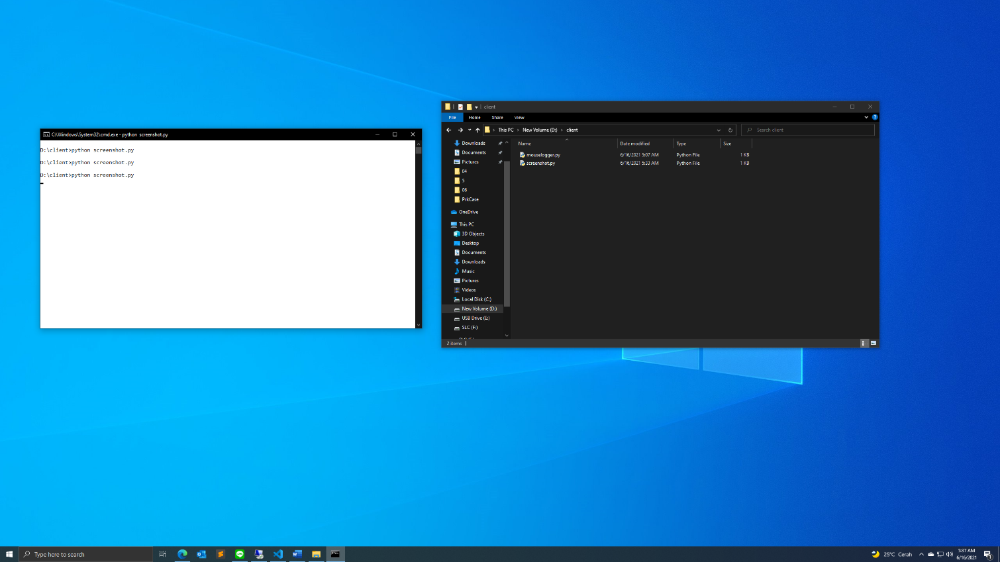 C:\Windows\System32\cmd.exe - python screenshot.py
D:\client>python screenshot.py
D:\client>python screenshot.py
D:\client>python screenshot.py
client
File Home Share View
This PC › New Volume (D:) › client
Search client
Downloads
Documents
Pictures
04
5
06
PrkCase
OneDrive
This PC
3D Objects
Desktop
Documents
Downloads
Music
Pictures
Videos
Local Disk (C:)
New Volume (D:)
USB Drive (E:)
SLC (F:)
Name Date modified Type Size
mouselogger.py 6/16/2021 5:07 AM Python File 1 KB
screenshot.py 6/16/2021 5:33 AM Python File 1 KB
2 items
Type here to search
25°C Cerah
5:37 AM
6/16/2021
1